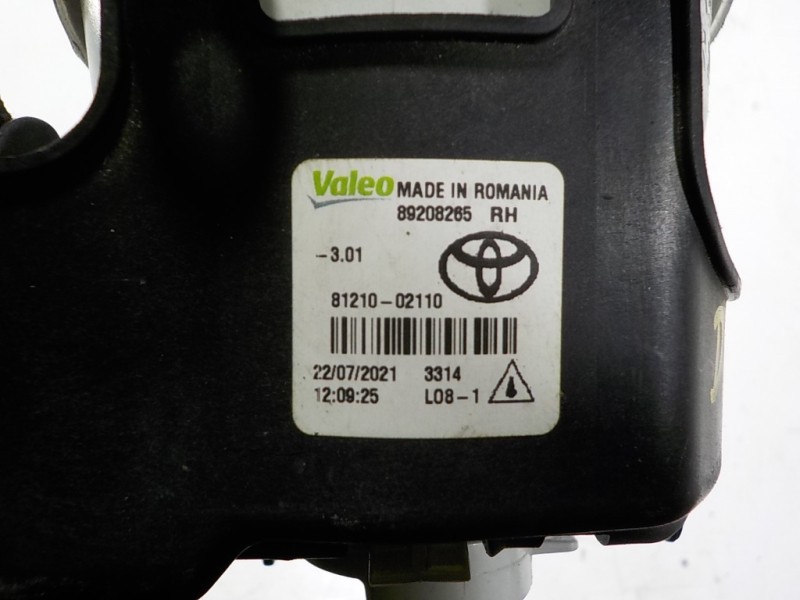 Valeo MADE IN ROMANIA
89208265 RH
-3.01
81210-02110
22/07/2021 3314
12:09:25 L08-1